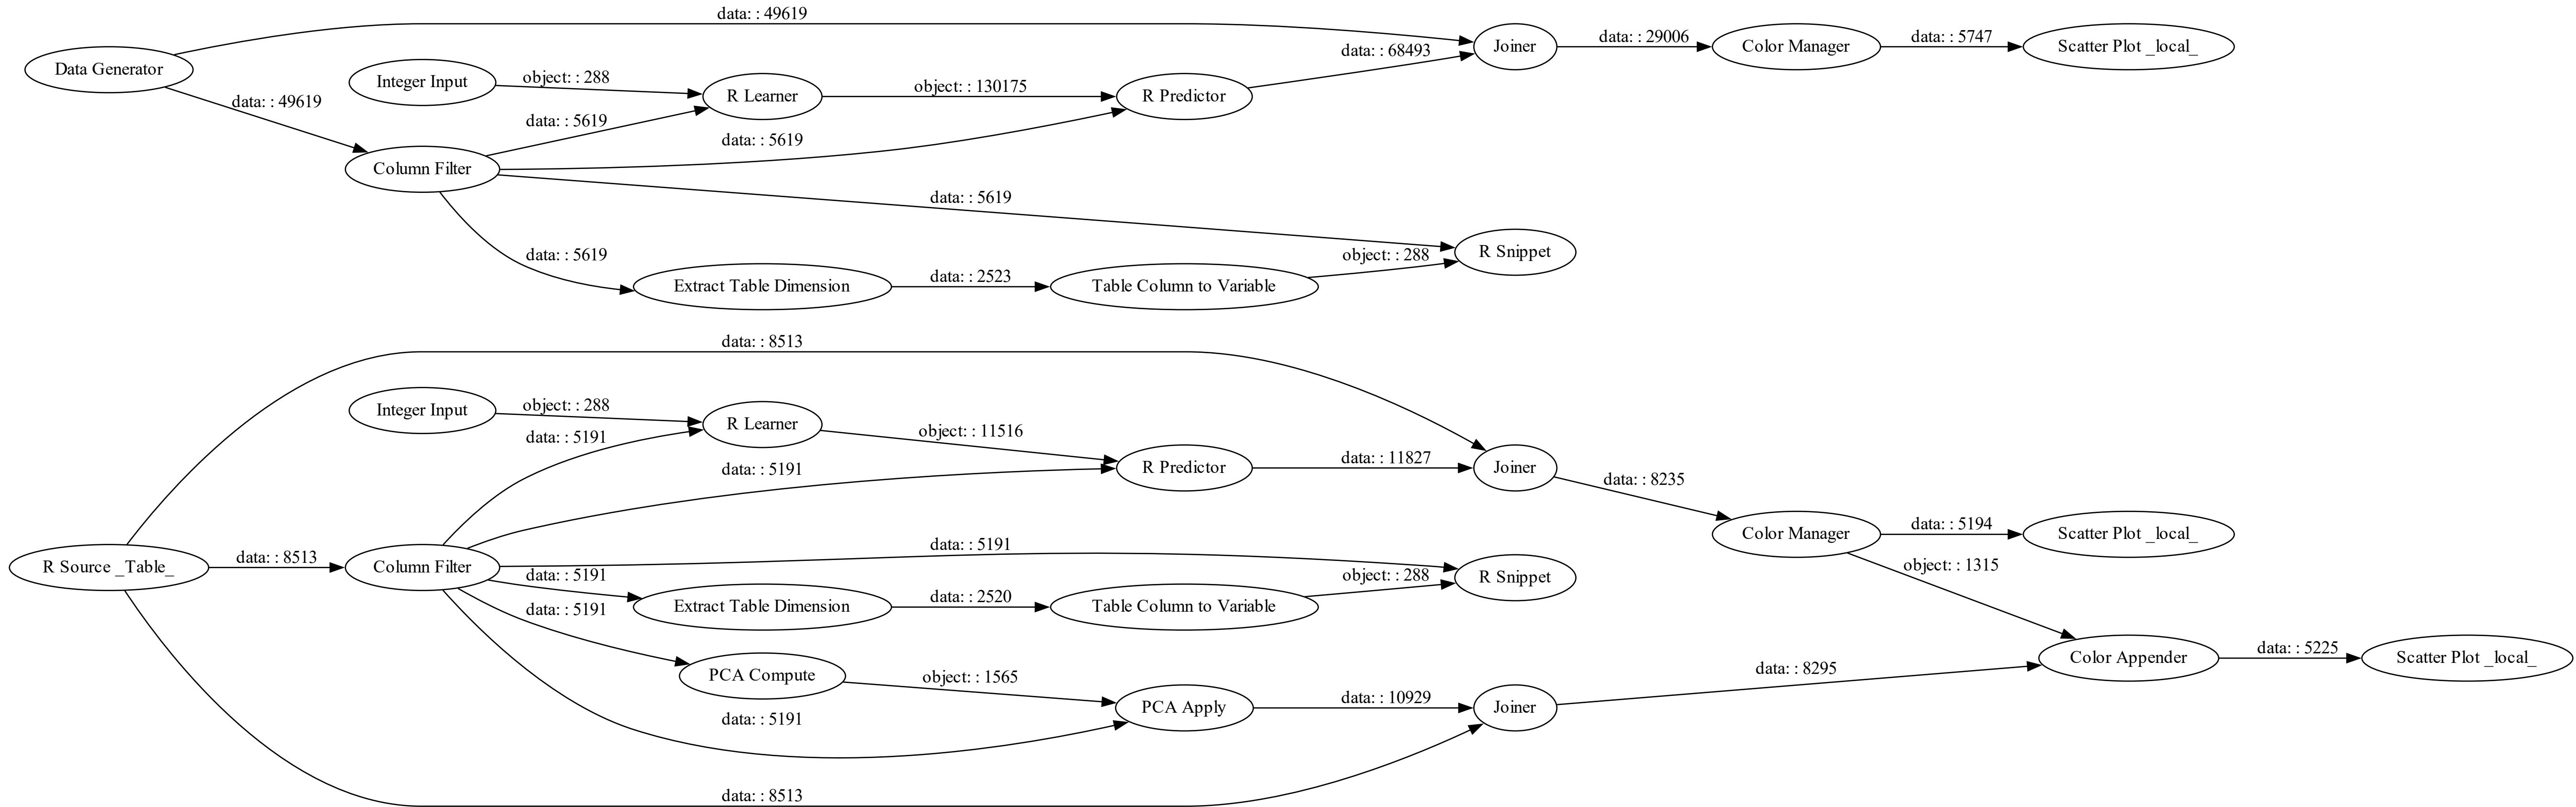 data: : 49619
Data Generator
Integer Input
object: : 288
R Learner
object: : 130175
R Predictor
data: : 68493
Joiner
data: : 29006
Color Manager
data: : 5747
Scatter Plot _local_
data: : 49619
data: : 5619
data: : 5619
Column Filter
data: : 5619
data: : 5619
Extract Table Dimension
data: : 2523
Table Column to Variable
object: : 288
R Snippet
data: : 8513
Integer Input
object: : 288
R Learner
object: : 11516
data: : 5191
data: : 5191
R Predictor
data: : 11827
Joiner
data: : 8235
R Source _Table_
data: : 8513
Column Filter
data: : 5191
Color Manager
data: : 5194
Scatter Plot _local_
data: : 5191
Extract Table Dimension
data: : 2520
Table Column to Variable
object: : 288
R Snippet
object: : 1315
data: : 5191
PCA Compute
object: : 1565
data: : 5191
PCA Apply
data: : 10929
Joiner
data: : 8295
Color Appender
data: : 5225
Scatter Plot _local_
data: : 8513